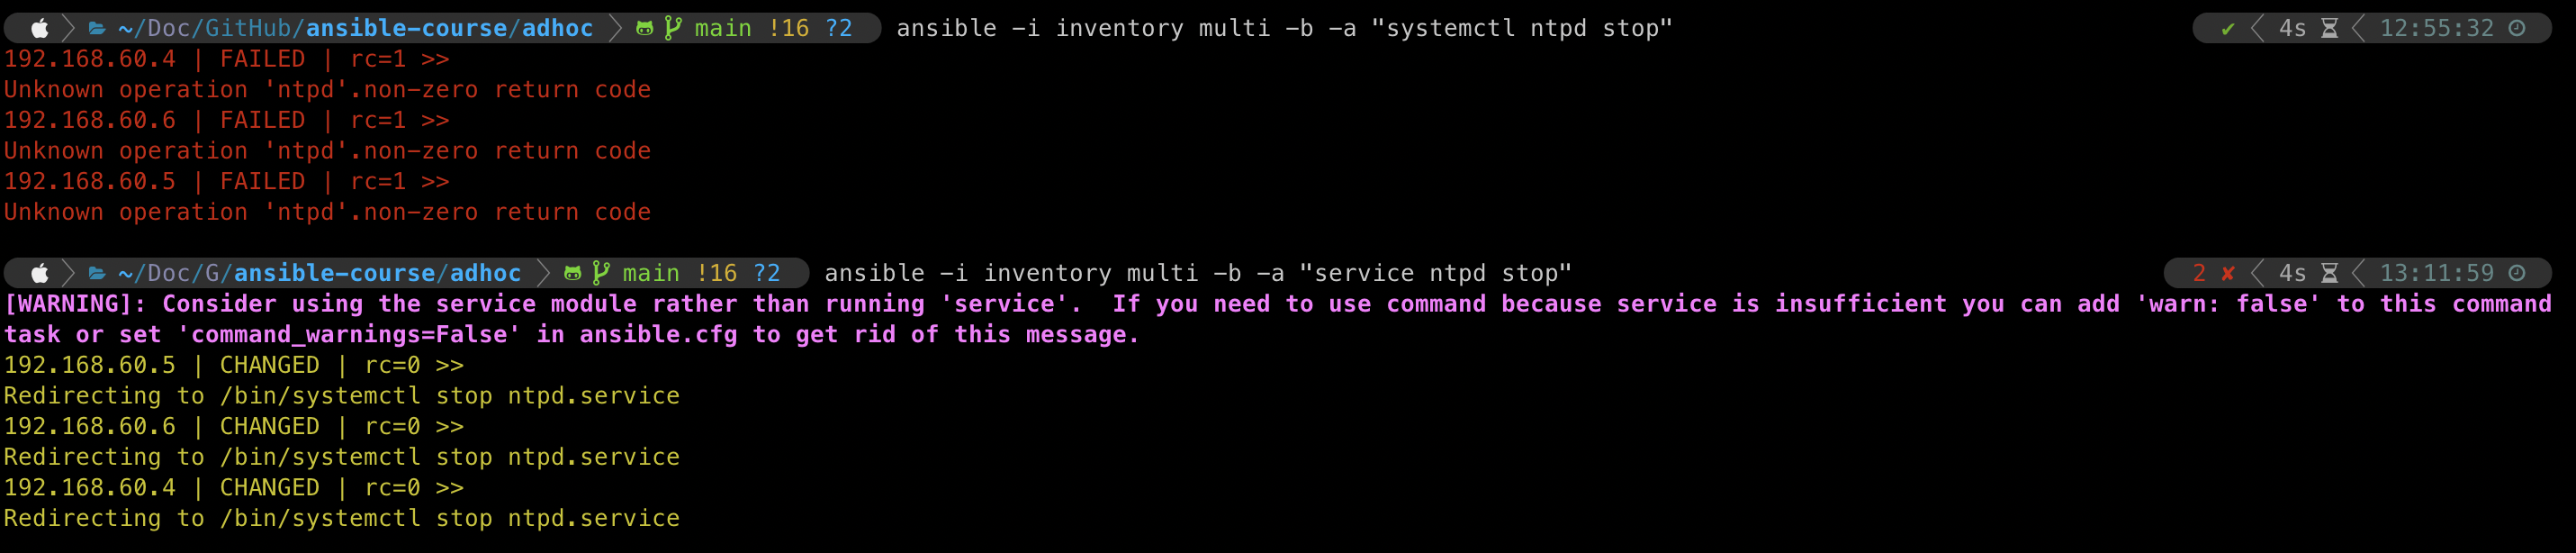 ~/Doc/GitHub/ansible-course/adhoc main !16 ?2 ansible -i inventory multi -b -a "systemctl ntpd stop" ✔ 4s 12:55:32
192.168.60.4 | FAILED | rc=1 >>
Unknown operation 'ntpd'.non-zero return code
192.168.60.6 | FAILED | rc=1 >>
Unknown operation 'ntpd'.non-zero return code
192.168.60.5 | FAILED | rc=1 >>
Unknown operation 'ntpd'.non-zero return code
~/Doc/G/ansible-course/adhoc main !16 ?2 ansible -i inventory multi -b -a "service ntpd stop" 2 ✘ 4s 13:11:59
[WARNING]: Consider using the service module rather than running 'service'.  If you need to use command because service is insufficient you can add 'warn: false' to this command
task or set 'command_warnings=False' in ansible.cfg to get rid of this message.
192.168.60.5 | CHANGED | rc=0 >>
Redirecting to /bin/systemctl stop ntpd.service
192.168.60.6 | CHANGED | rc=0 >>
Redirecting to /bin/systemctl stop ntpd.service
192.168.60.4 | CHANGED | rc=0 >>
Redirecting to /bin/systemctl stop ntpd.service